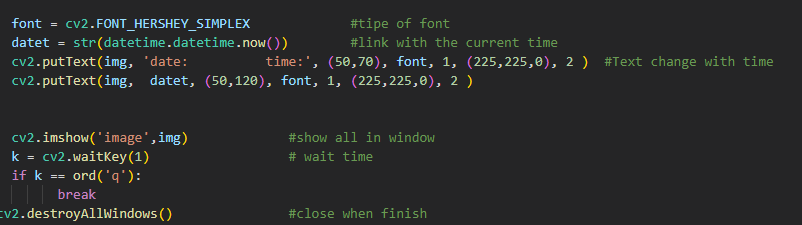 font = cv2.FONT_HERSHEY_SIMPLEX             #tipe of font
datet = str(datetime.datetime.now())        #link with the current time
cv2.putText(img, 'date:         time:', (50,70), font, 1, (225,225,0), 2 )  #Text change with time
cv2.putText(img,  datet, (50,120), font, 1, (225,225,0), 2 )
cv2.imshow('image',img)             #show all in window
k = cv2.waitKey(1)                  # wait time
if k == ord('q'):
      break
cv2.destroyAllWindows()               #close when finish